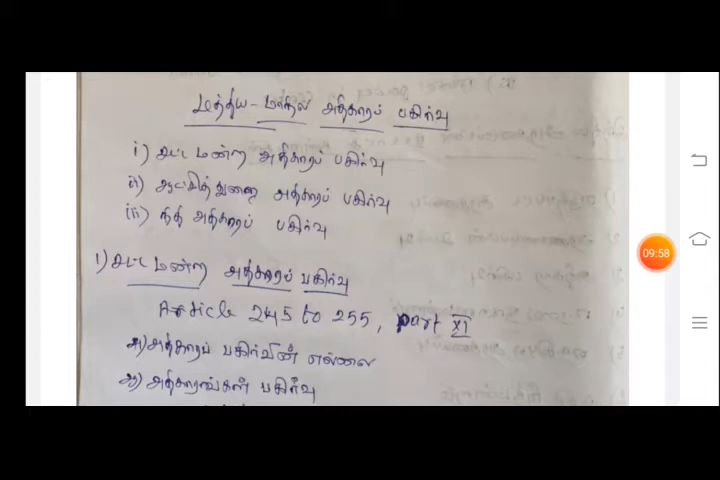 மத்திய - மாநில அதிகாரப் பகிர்வு
i) சட்டமன்ற அதிகாரப் பகிர்வு
ii) ஆட்சித்துறை அதிகாரப் பகிர்வு
iii) நிதி அதிகாரப் பகிர்வு
1) சட்டமன்ற அதிகாரப் பகிர்வு
Article 245 to 255, part XI
அ) அதிகாரப் பகிர்வின் எல்லை
ஆ) அதிகாரங்கள் பகிர்வு
09:58